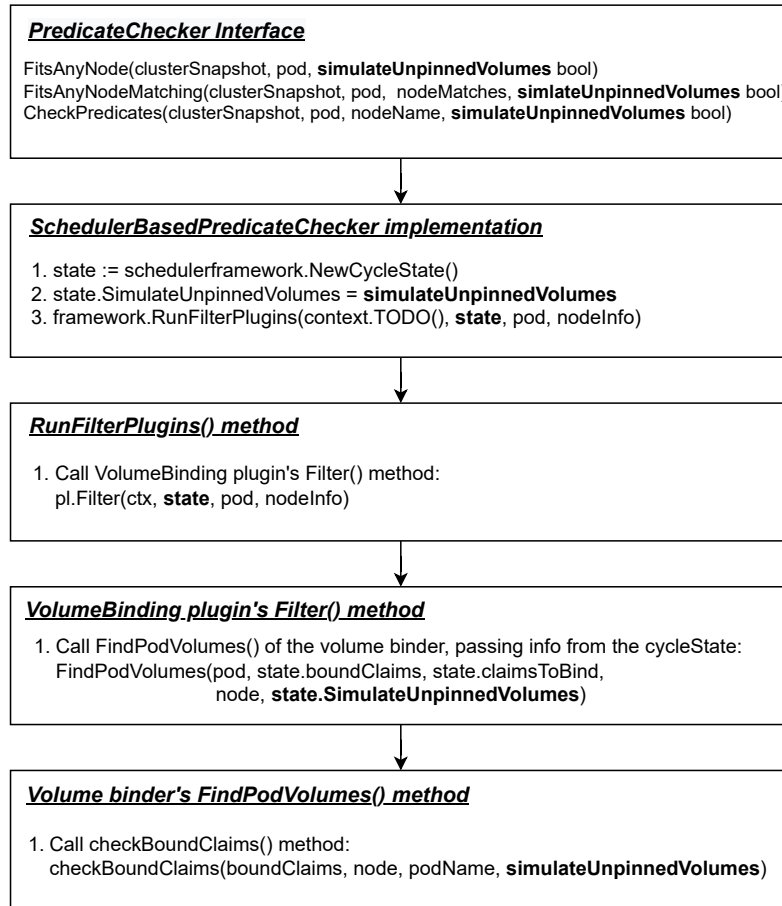 PredicateChecker Interface
FitsAnyNode(clusterSnapshot, pod, simulateUnpinnedVolumes bool)
FitsAnyNodeMatching(clusterSnapshot, pod, nodeMatches, simlateUnpinnedVolumes bool)
CheckPredicates(clusterSnapshot, pod, nodeName, simulateUnpinnedVolumes bool)
SchedulerBasedPredicateChecker implementation
1. state := schedulerframework.NewCycleState()
2. state.SimulateUnpinnedVolumes = simulateUnpinnedVolumes
3. framework.RunFilterPlugins(context.TODO(), state, pod, nodeInfo)
RunFilterPlugins() method
1. Call VolumeBinding plugin's Filter() method:
pl.Filter(ctx, state, pod, nodeInfo)
VolumeBinding plugin's Filter() method
1. Call FindPodVolumes() of the volume binder, passing info from the cycleState:
FindPodVolumes(pod, state.boundClaims, state.claimsToBind,
node, state.SimulateUnpinnedVolumes)
Volume binder's FindPodVolumes() method
1. Call checkBoundClaims() method:
checkBoundClaims(boundClaims, node, podName, simulateUnpinnedVolumes)